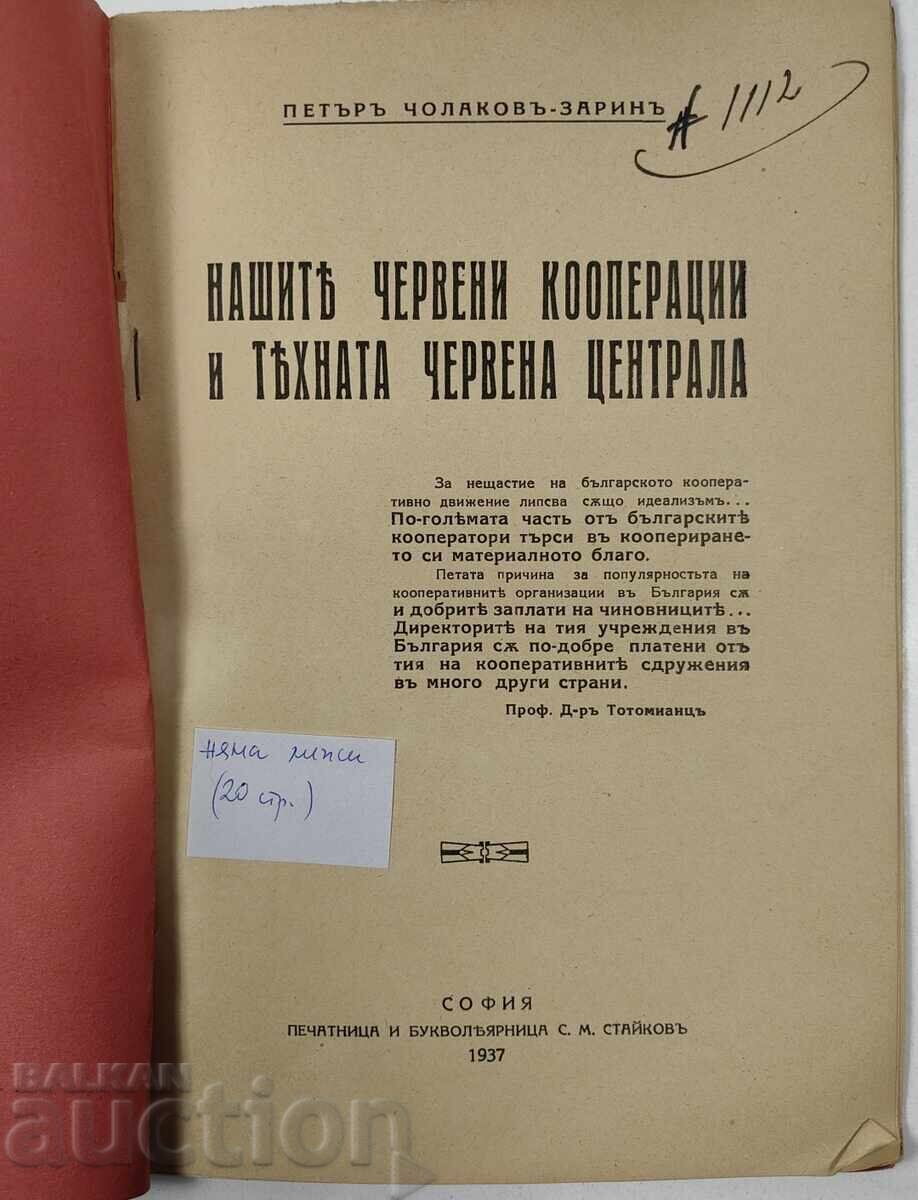 ПЕТЪРЪ ЧОЛАКОВЪ-ЗАРИНЪ
№ 1112
НАШИТѢ ЧЕРВЕНИ КООПЕРАЦИИ
И ТѢХНАТА ЧЕРВЕНА ЦЕНТРАЛА
За нещастие на българското коопера-
тивно движение липсва сѫщо идеализъмъ...
По-голѣмата часть отъ българскитѣ
кооператори търси въ коопериране-
то си материалното благо.
Петата причина за популярностьта на
кооперативнитѣ организации въ България сѫ
и добритѣ заплати на чиновницитѣ...
Директоритѣ на тия учреждения въ
България сѫ по-добре платени отъ
тия на кооперативнитѣ сдружения
въ много други страни.
Проф. Д-ръ Тотомианцъ
няма липси
(20 стр.)
СОФИЯ
ПЕЧАТНИЦА И БУКВОЛѢЯРНИЦА С. М. СТАЙКОВЪ
1937
BALKAN
auction